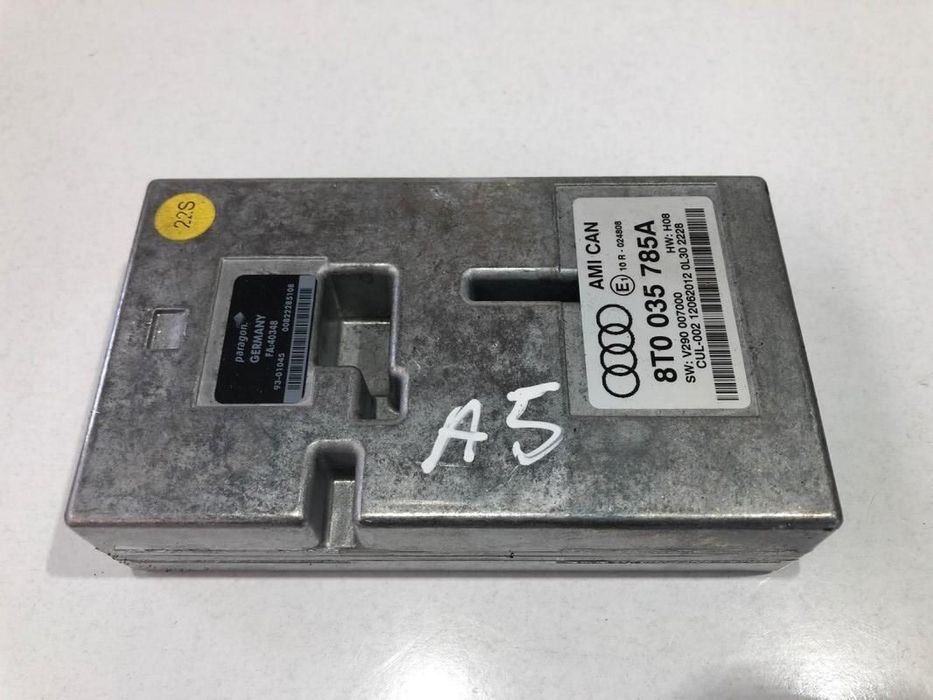 22S
paragon
GERMANY
FA:40348
93-01045 00822285108
AMI CAN
E1 10 R - 024808
8T0 035 785A
HW: H08
SW: V290 007000
CUL-002 12062012 0L30 2228
A5